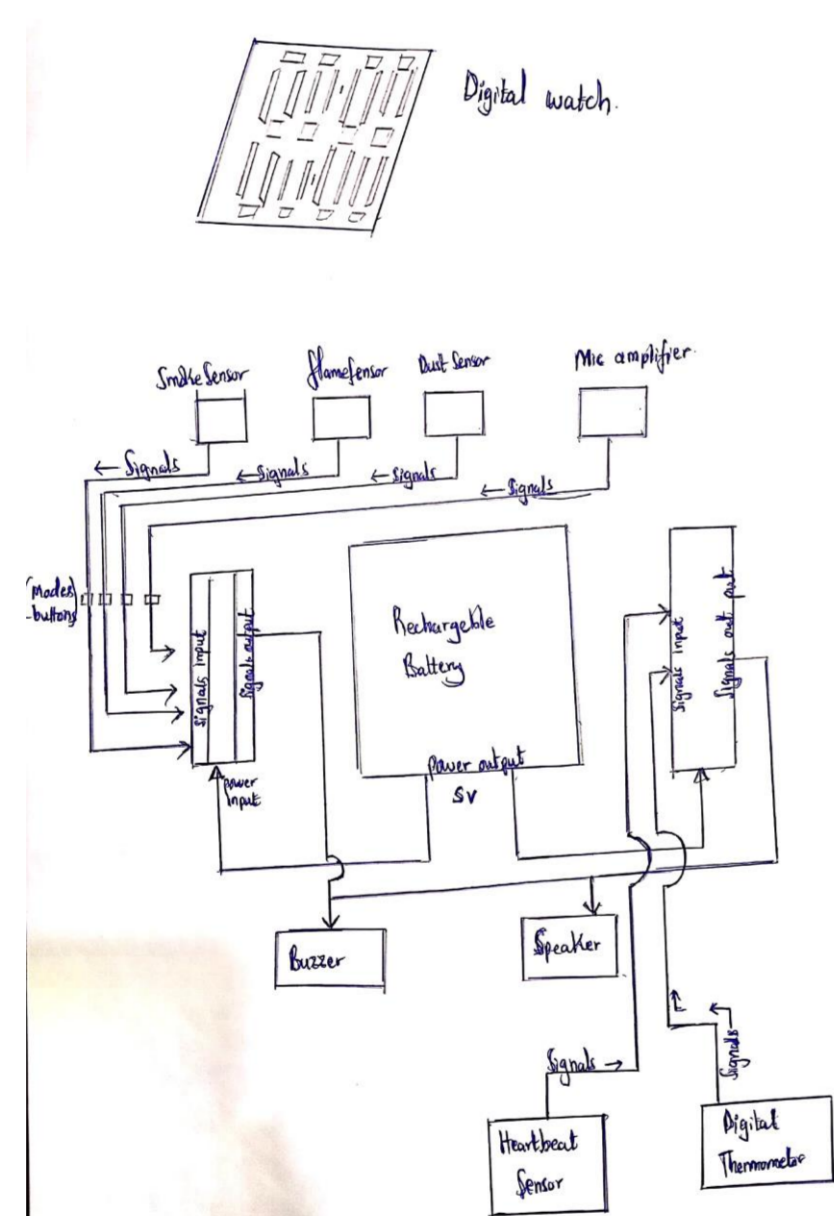 Digital watch.
Smoke Sensor
flame Sensor
Dust Sensor
Mic amplifier.
← Signals
← Signals
← Signals
← Signals
(Modes)
-buttons
Signals input
Signals output
Rechargeble
Battery
Signals input
Signals out put
power output
5V
power
Input
Buzzer
Speaker
Signals →
Signals
Heartbeat
Sensor
Digital
Thermometer